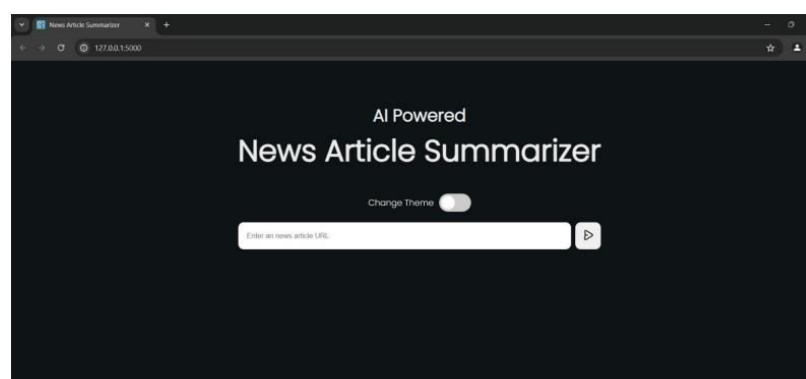 News Article Summarizer
127.0.0.1:5000
AI Powered
News Article Summarizer
Change Theme
Enter an news article URL.